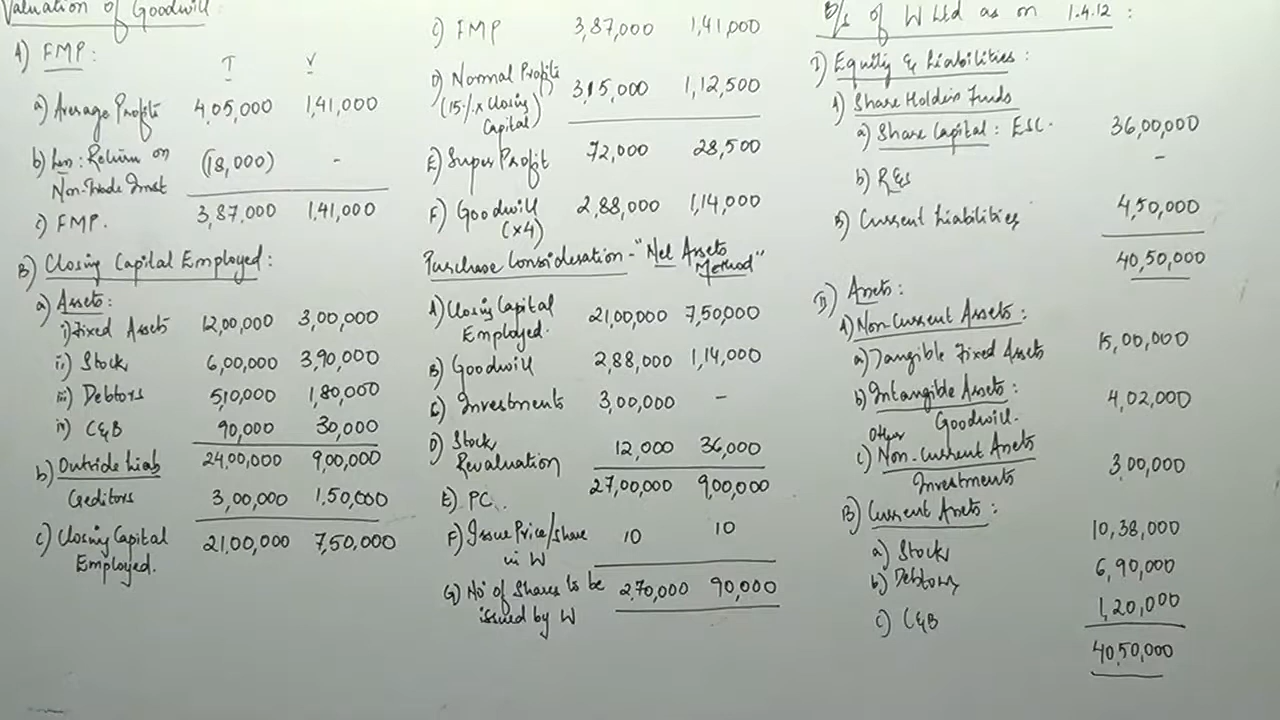 Valuation of Goodwill:
A) FMP:
T V
a) Average Profits 4,05,000 1,41,000
b) Less: Return on (18,000) -
Non-Trade Invst
c) FMP. 3,87,000 1,41,000
B) Closing Capital Employed:
a) Assets:
i) Fixed Assets 12,00,000 3,00,000
ii) Stock 6,00,000 3,90,000
iii) Debtors 5,10,000 1,80,000
iv) C&B 90,000 30,000
24,00,000 9,00,000
b) Outside Liab
Creditors 3,00,000 1,50,000
c) Closing Capital 21,00,000 7,50,000
Employed.
C) FMP 3,87,000 1,41,000
D) Normal Profits 3,15,000 1,12,500
(15% x Closing
Capital)
E) Super Profit 72,000 28,500
F) Goodwill 2,88,000 1,14,000
(x4)
Purchase Consideration - "Net Assets
Method"
A) Closing Capital 21,00,000 7,50,000
Employed.
B) Goodwill 2,88,000 1,14,000
C) Investments 3,00,000 -
D) Stock 12,000 36,000
Revaluation
E) PC. 27,00,000 9,00,000
F) Issue Price/share 10 10
in W
G) No of Shares to be 2,70,000 90,000
issued by W
B/s of W Ltd as on 1.4.12:
I) Equity & Liabilities:
1) Share Holders Funds
a) Share Capital: ESC. 36,00,000
b) R&S -
Current Liabilities 4,50,000
40,50,000
II) Assets:
A) Non-Current Assets:
a) Tangible Fixed Assets 15,00,000
b) Intangible Assets: 4,02,000
Goodwill.
Other
c) Non-Current Assets 3,00,000
Investments
B) Current Assets:
a) Stock 10,38,000
b) Debtors 6,90,000
c) C&B 1,20,000
40,50,000